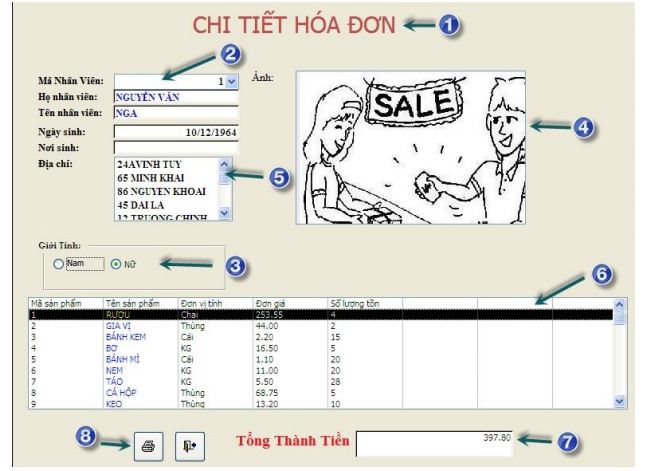 CHI TIẾT HÓA ĐƠN 1
2
Mã Nhân Viên: 1
Họ nhân viên: NGUYỄN VĂN
Tên nhân viên: NGA
Ngày sinh: 10/12/1964
Nơi sinh:
Địa chỉ: 24AVINH TUY
65 MINH KHAI
86 NGUYEN KHOAI
45 DAI LA
12 TRUONG CHINH
5
Ảnh:
SALE
4
Giới Tính:
Nam Nữ 3
6
Mã sản phẩm Tên sản phẩm Đơn vị tính Đơn giá Số lượng tồn
1 RƯỢU Chai 253.55 4
2 GIA VỊ Thùng 44.00 2
3 BÁNH KEM Cái 2.20 15
4 BƠ KG 16.50 5
5 BÁNH MÌ Cái 1.10 20
6 NEM KG 11.00 20
7 TÁO KG 5.50 28
8 CÁ HỘP Thùng 68.75 5
9 KẸO Thùng 13.20 10
8 Tổng Thành Tiền 397.80 7